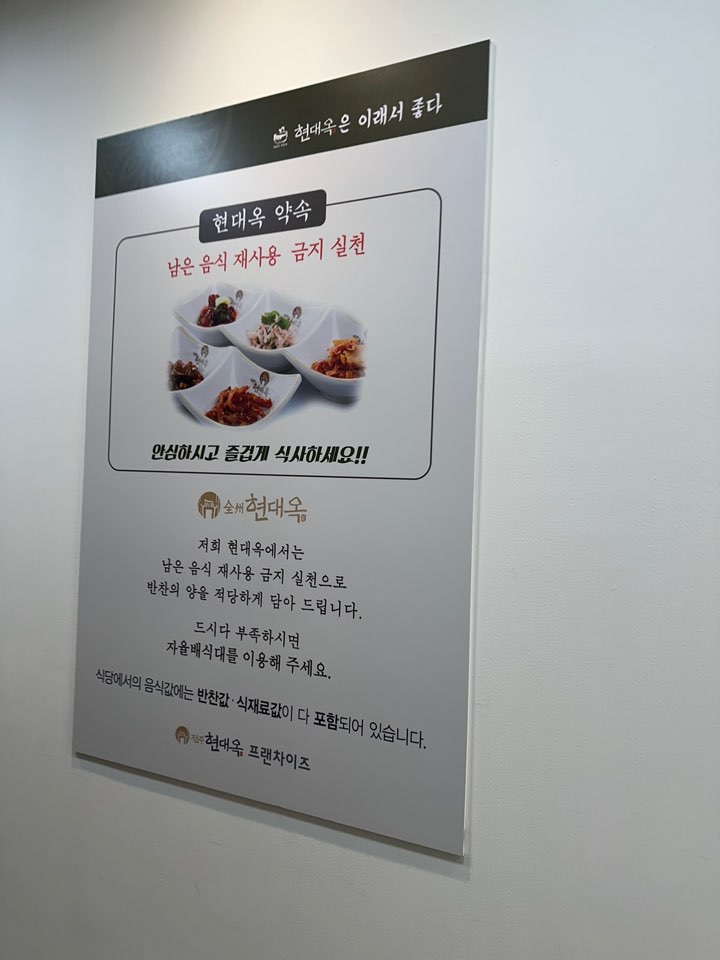 현대옥은 이래서 좋다
현대옥 약속
남은 음식 재사용 금지 실천
안심하시고 즐겁게 식사하세요!!
全州 현대옥
저희 현대옥에서는
남은 음식 재사용 금지 실천으로
반찬의 양을 적당하게 담아 드립니다.
드시다 부족하시면
자율배식대를 이용해 주세요.
식당에서의 음식값에는 반찬값·식재료값이 다 포함되어 있습니다.
전주 현대옥 프랜차이즈